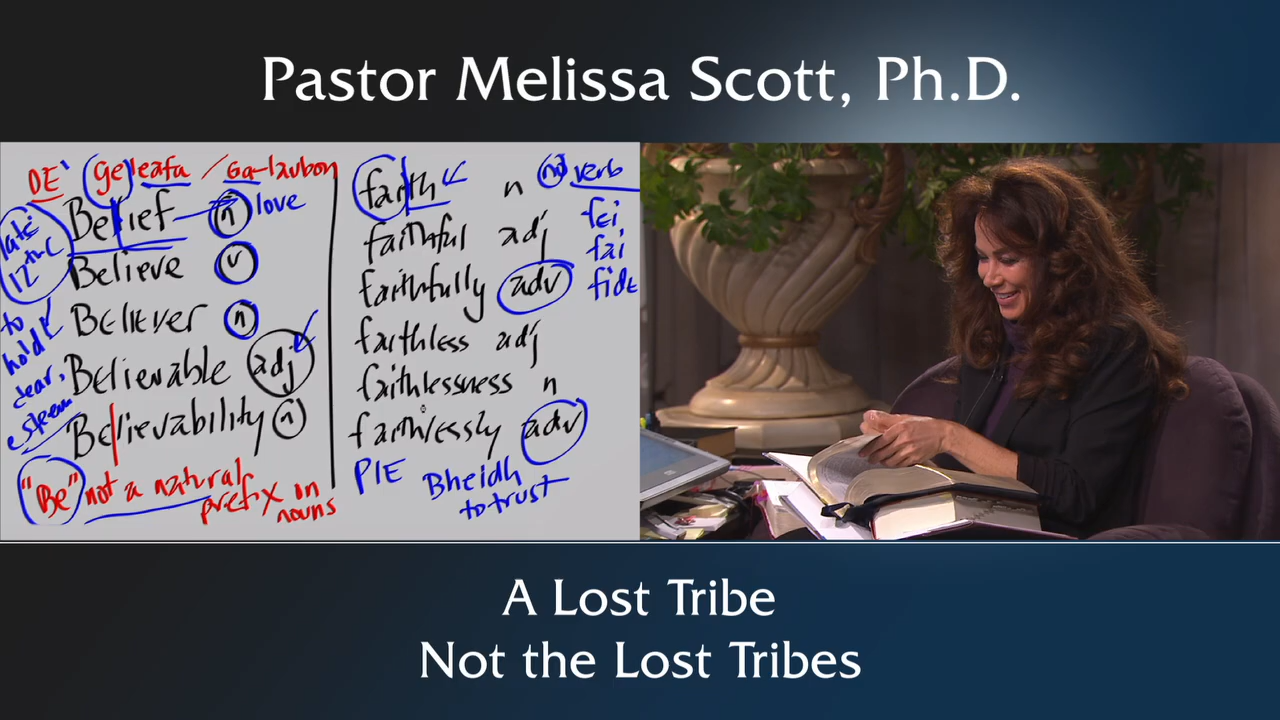 Pastor Melissa Scott, Ph.D.
OE Geleafa / Ga-laubon
Belief n love
late 12th C
Believe v
Believer n
to hold dear, esteem
Believable adj
Believability n
"Be" not a natural prefix on nouns
faith n no verb
faithful adj
faithfully adv
fei, fai fide
faithless adj
faithlessness n
faithlessly adv
PIE Bheidh
to trust
A Lost Tribe
Not the Lost Tribes